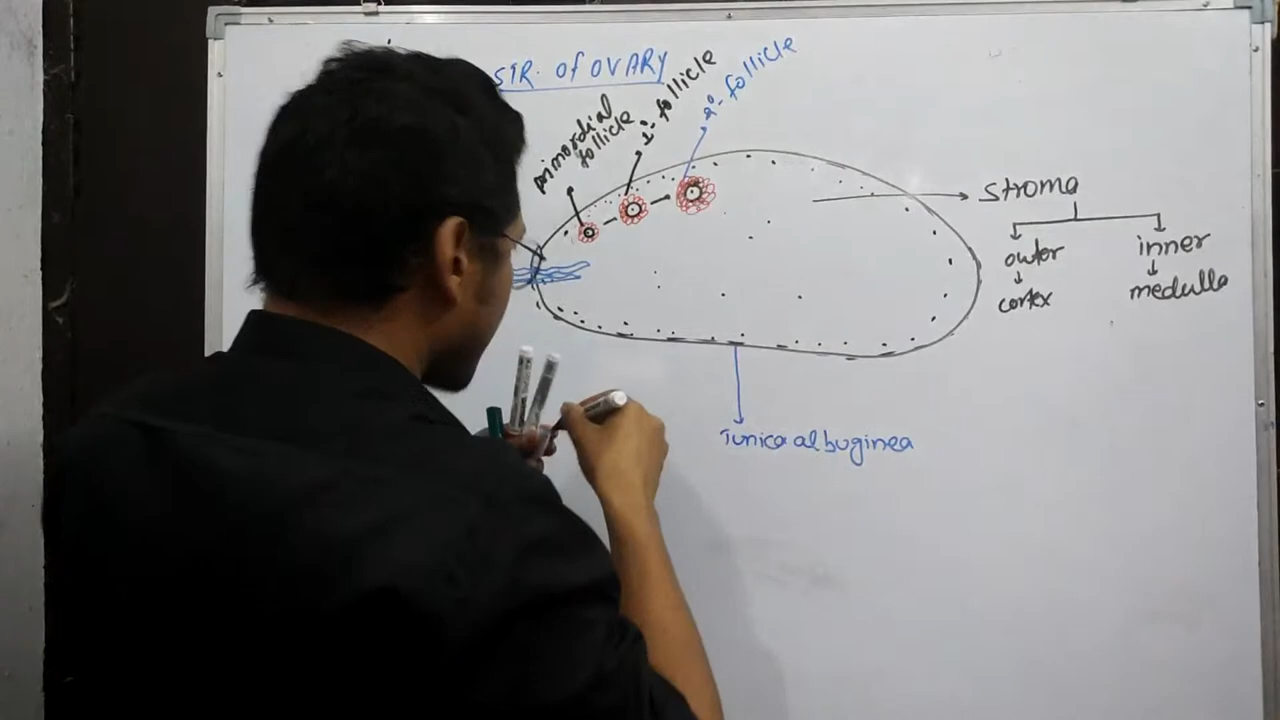 STR. Of OVARY
primordial
follicle
1°- follicle
2°- follicle
Stroma
outer
inner
cortex
medulla
Tunica albuginea